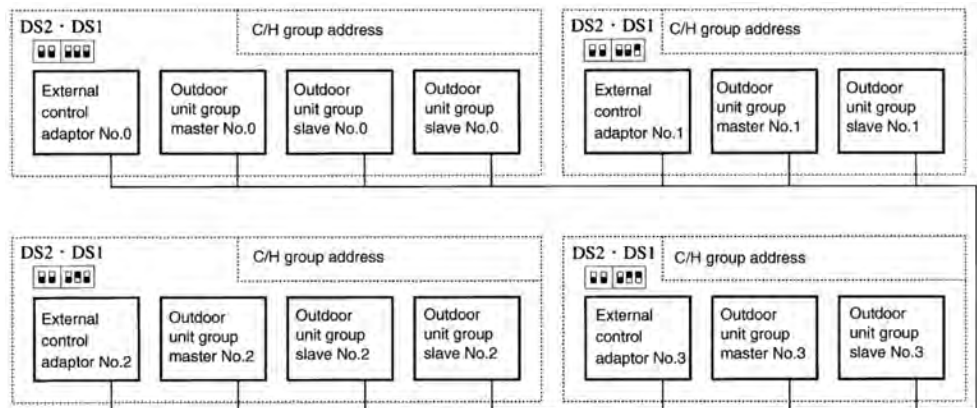 DS2 · DS1
C/H group address
External
control
adaptor No.0
Outdoor
unit group
master No.0
Outdoor
unit group
slave No.0
Outdoor
unit group
slave No.0
DS2 · DS1
C/H group address
External
control
adaptor No.1
Outdoor
unit group
master No.1
Outdoor
unit group
slave No.1
DS2 · DS1
C/H group address
External
control
adaptor No.2
Outdoor
unit group
master No.2
Outdoor
unit group
slave No.2
Outdoor
unit group
slave No.2
DS2 · DS1
C/H group address
External
control
adaptor No.3
Outdoor
unit group
master No.3
Outdoor
unit group
slave No.3